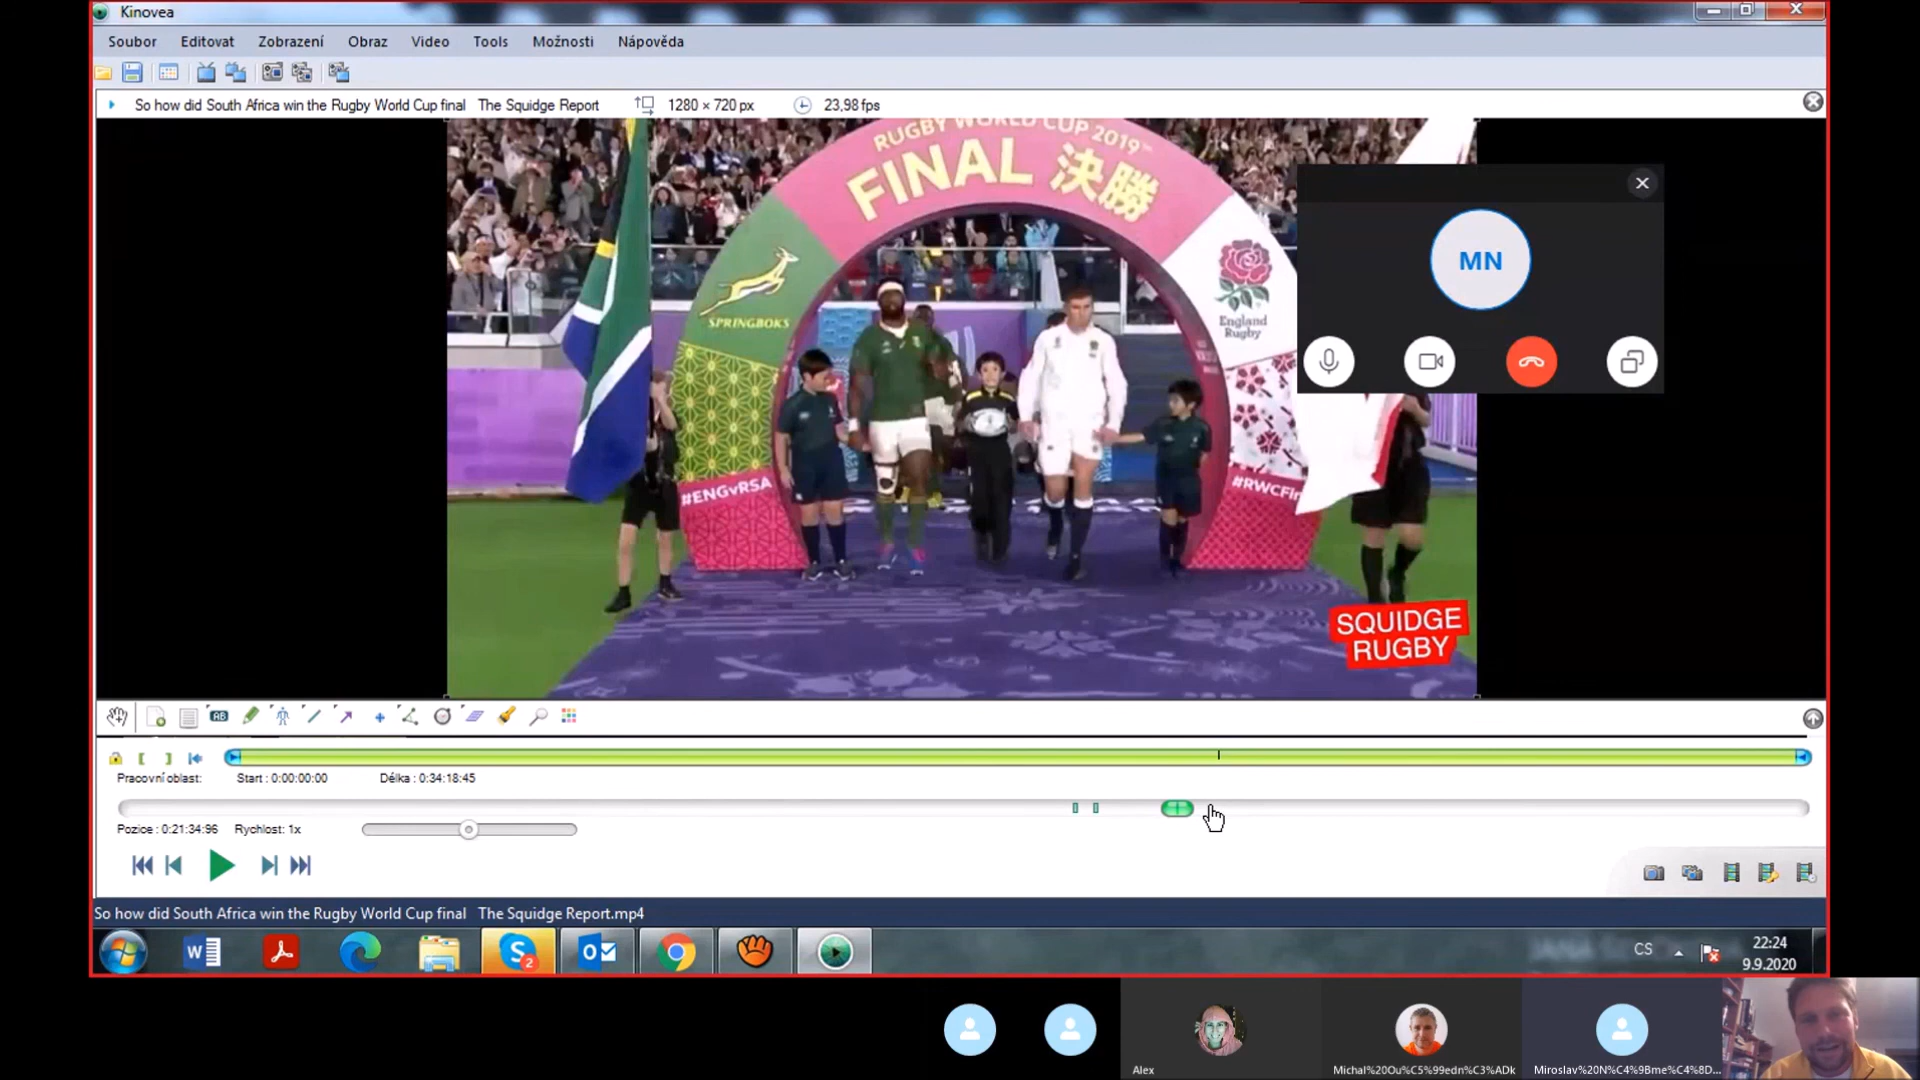 Kinovea
Soubor Editovat Zobrazení Obraz Video Tools Možnosti Nápověda
So how did South Africa win the Rugby World Cup final The Squidge Report 1280 × 720 px 23,98 fps
RUGBY WORLD CUP 2019
FINAL 決勝
SPRINGBOKS
England
Rugby
#ENGvRSA
#RWCFin
MN
SQUIDGE
RUGBY
AB
Pracovní oblast: Start : 0:00:00:00 Délka : 0:34:18:45
Pozice : 0:21:34:96 Rychlost: 1x
So how did South Africa win the Rugby World Cup final The Squidge Report.mp4
2
CS
22:24
9.9.2020
Alex
Michal%20Ou%C5%99edn%C3%ADk
Miroslav%20N%C4%9Bme%C4%8D...